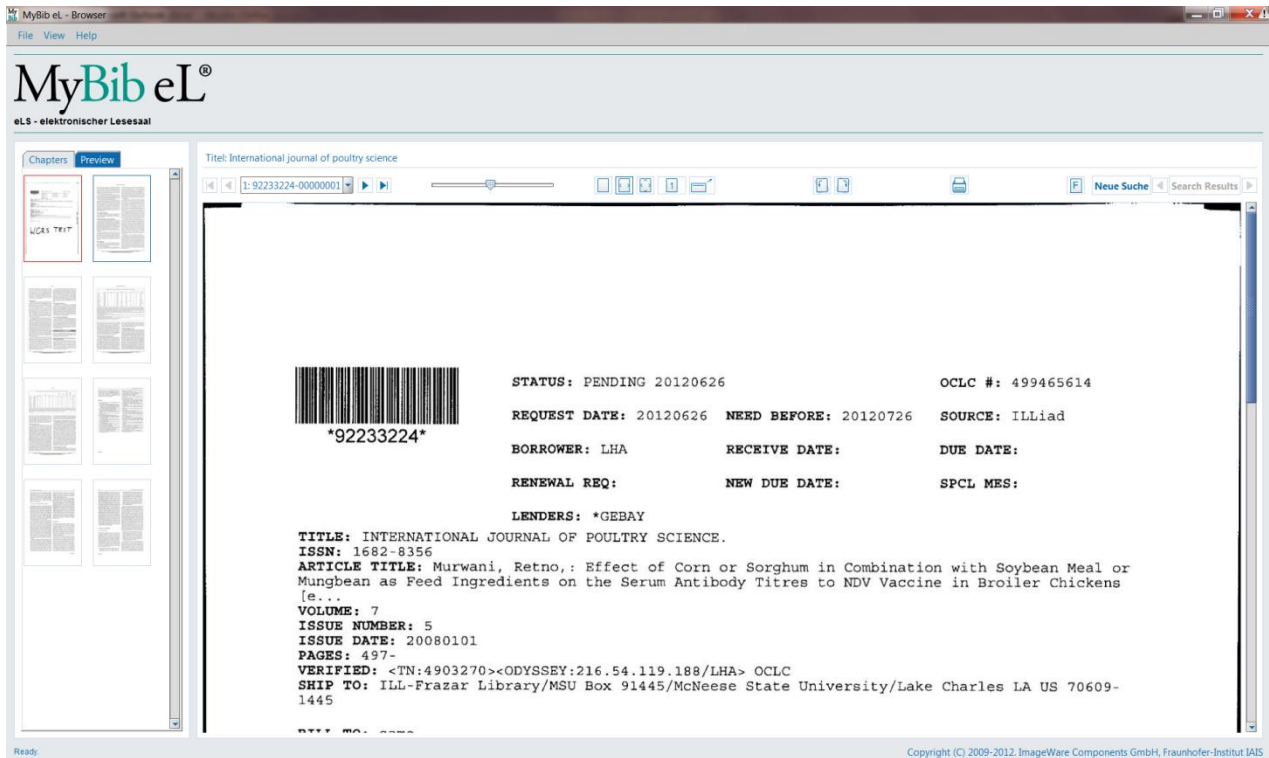 MyBib eL - Browser
File View Help
MyBib eL®
eLS - elektronischer Lesesaal
Chapters Preview
WCRS TEST
Titel: International journal of poultry science
1: 92233224-00000001
1
F Neue Suche Search Results
*92233224*
STATUS: PENDING 20120626 OCLC #: 499465614
REQUEST DATE: 20120626 NEED BEFORE: 20120726 SOURCE: ILLiad
BORROWER: LHA RECEIVE DATE: DUE DATE:
RENEWAL REQ: NEW DUE DATE: SPCL MES:
LENDERS: *GEBAY
TITLE: INTERNATIONAL JOURNAL OF POULTRY SCIENCE.
ISSN: 1682-8356
ARTICLE TITLE: Murwani, Retno,: Effect of Corn or Sorghum in Combination with Soybean Meal or
Mungbean as Feed Ingredients on the Serum Antibody Titres to NDV Vaccine in Broiler Chickens
[e...
VOLUME: 7
ISSUE NUMBER: 5
ISSUE DATE: 20080101
PAGES: 497-
VERIFIED: <TN:4903270><ODYSSEY:216.54.119.188/LHA> OCLC
SHIP TO: ILL-Frazar Library/MSU Box 91445/McNeese State University/Lake Charles LA US 70609-
1445
BILL TO: same
Ready.
Copyright (C) 2009-2012. ImageWare Components GmbH, Fraunhofer-Institut IAIS